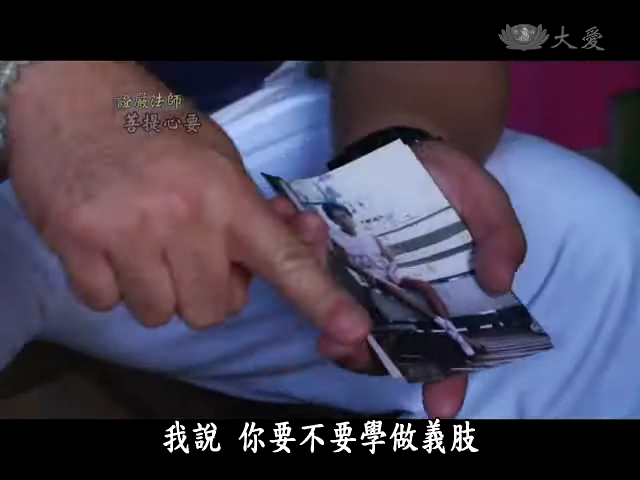 大愛
證嚴法師
菩提心要
我說 你要不要學做義肢